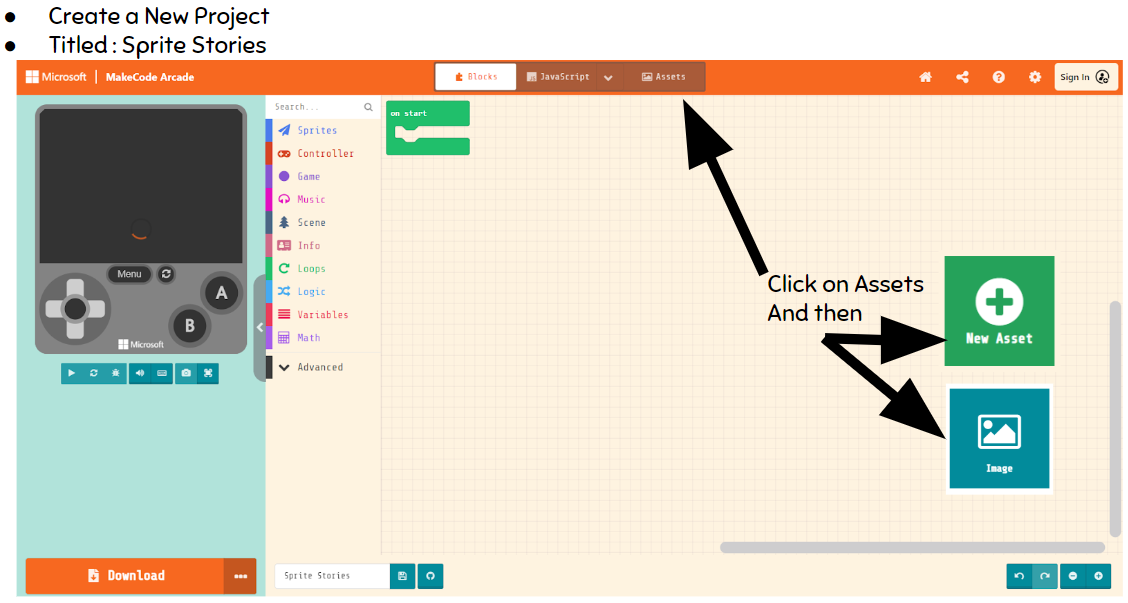 ● Create a New Project
● Titled : Sprite Stories
Microsoft | MakeCode Arcade
Blocks
JavaScript
Assets
Sign In
Search...
on start
Sprites
Controller
Game
Music
Scene
Info
Loops
Logic
Variables
Math
Advanced
Menu
A
B
Microsoft
Click on Assets
And then
New Asset
Image
Download
Sprite Stories